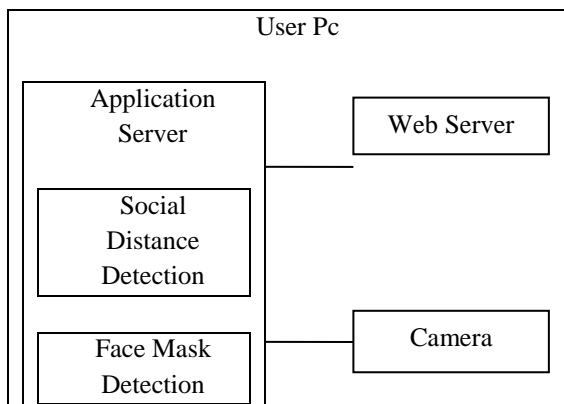 User Pc
Application
Server
Web Server
Social
Distance
Detection
Face Mask
Detection
Camera